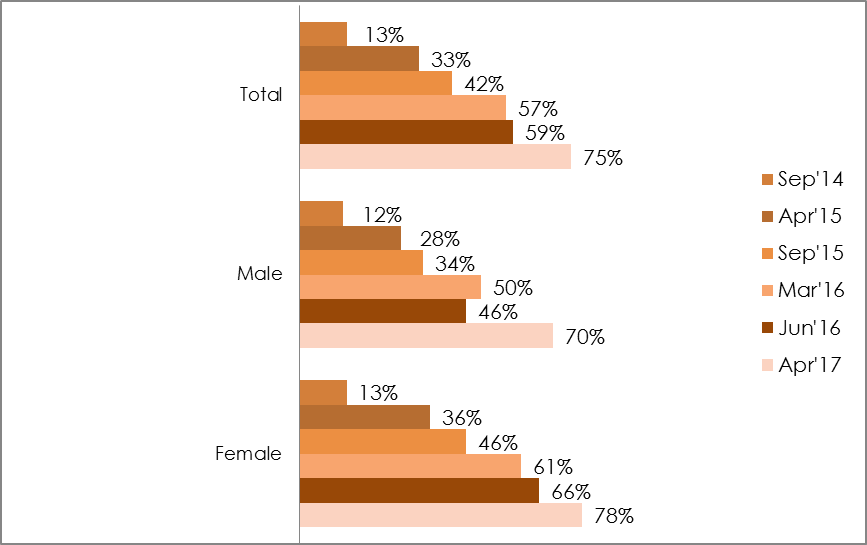 Total
13%
33%
42%
57%
59%
75%
Male
12%
28%
34%
50%
46%
70%
Female
13%
36%
46%
61%
66%
78%
Sep'14
Apr'15
Sep'15
Mar'16
Jun'16
Apr'17